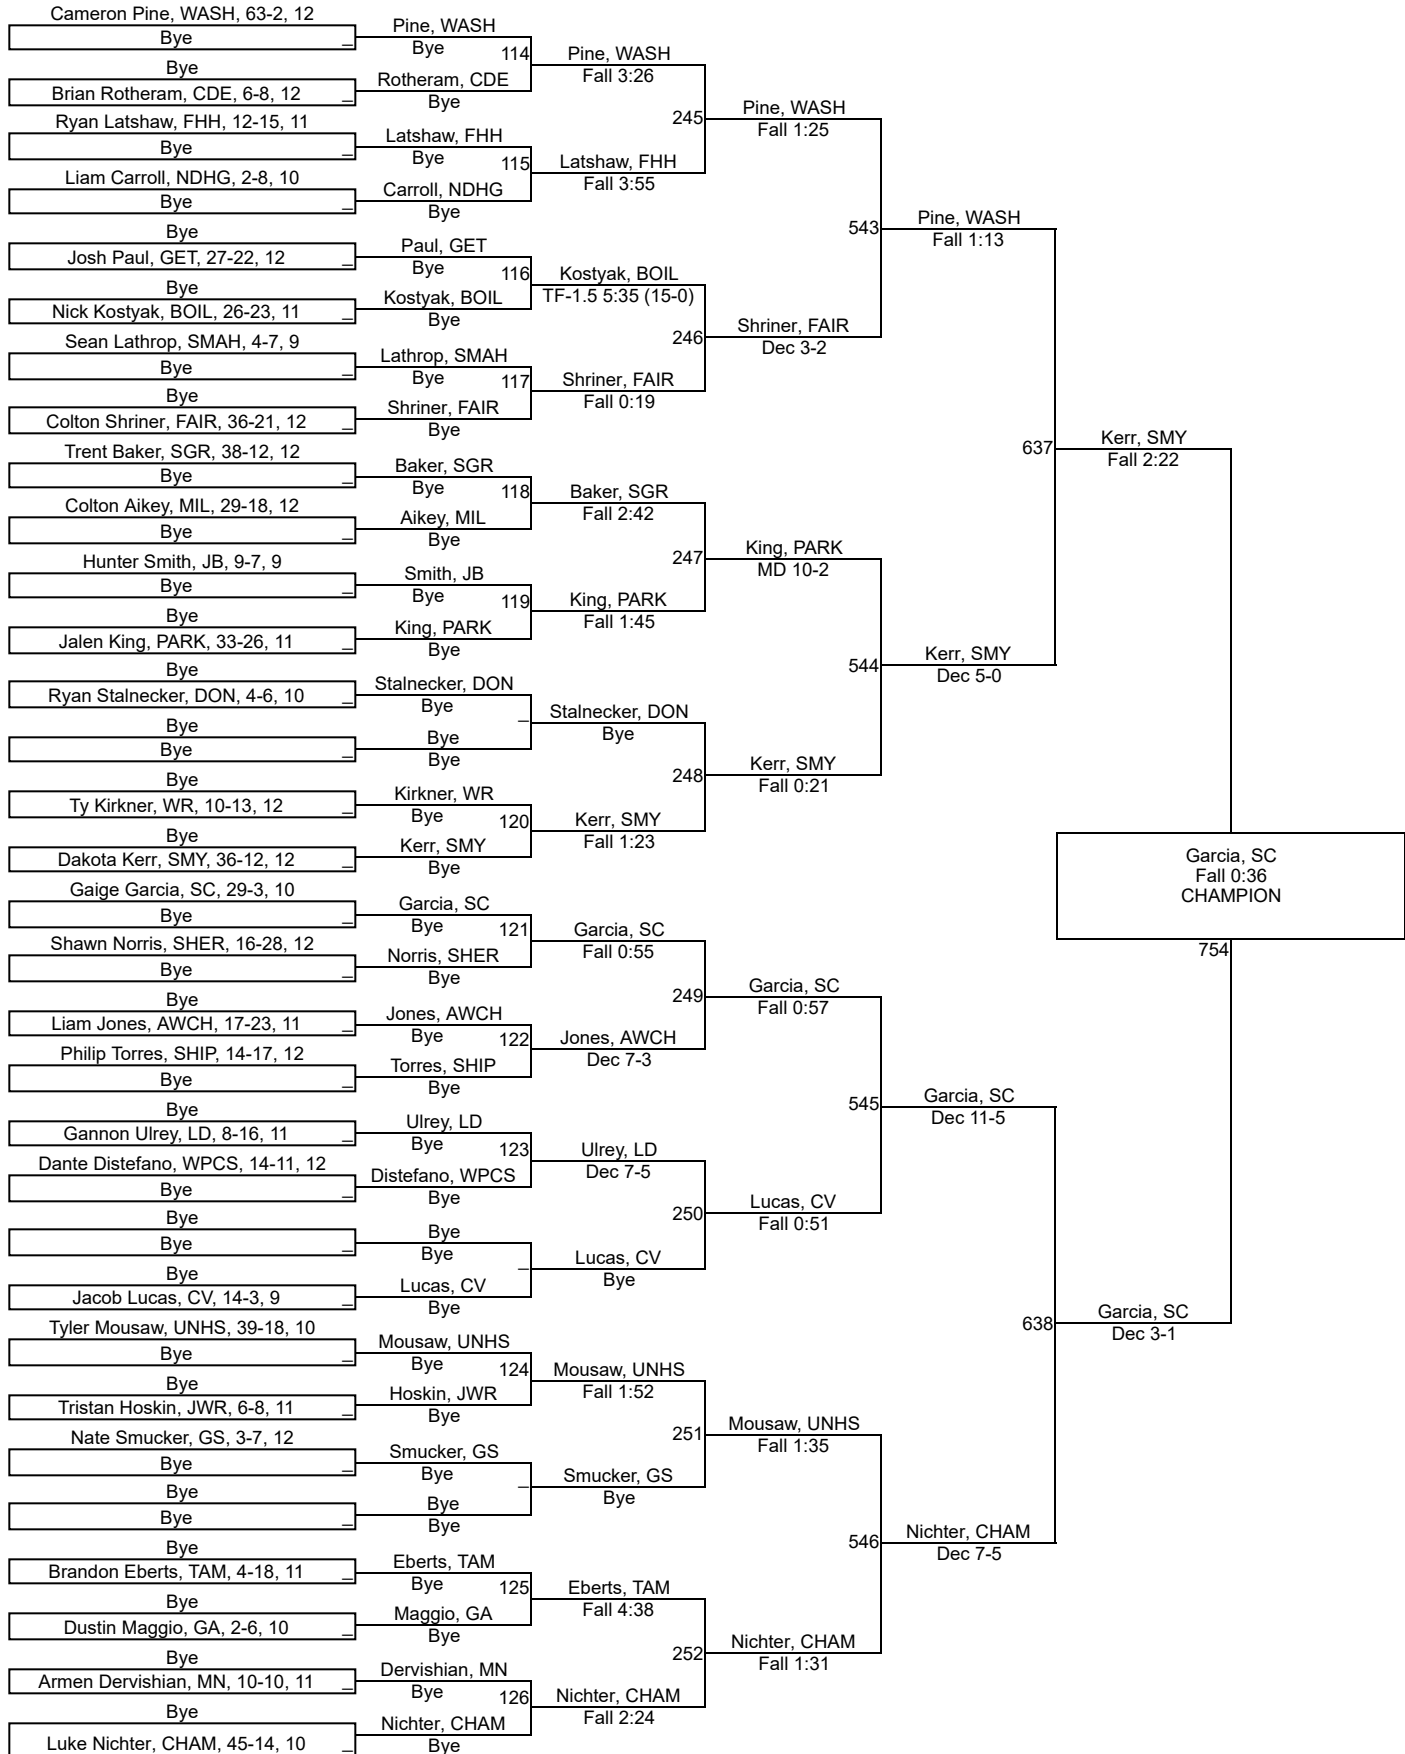 Cameron Pine, WASH, 63-2, 12
Bye
Bye
Brian Rotheram, CDE, 6-8, 12
Ryan Latshaw, FHH, 12-15, 11
Bye
Liam Carroll, NDHG, 2-8, 10
Bye
Bye
Josh Paul, GET, 27-22, 12
Bye
Nick Kostyak, BOIL, 26-23, 11
Sean Lathrop, SMAH, 4-7, 9
Bye
Bye
Colton Shriner, FAIR, 36-21, 12
Trent Baker, SGR, 38-12, 12
Bye
Colton Aikey, MIL, 29-18, 12
Bye
Hunter Smith, JB, 9-7, 9
Bye
Bye
Jalen King, PARK, 33-26, 11
Bye
Ryan Stalnecker, DON, 4-6, 10
Bye
Bye
Bye
Ty Kirkner, WR, 10-13, 12
Bye
Dakota Kerr, SMY, 36-12, 12
Gaige Garcia, SC, 29-3, 10
Bye
Shawn Norris, SHER, 16-28, 12
Bye
Bye
Liam Jones, AWCH, 17-23, 11
Philip Torres, SHIP, 14-17, 12
Bye
Bye
Gannon Ulrey, LD, 8-16, 11
Dante Distefano, WPCS, 14-11, 12
Bye
Bye
Bye
Bye
Jacob Lucas, CV, 14-3, 9
Tyler Mousaw, UNHS, 39-18, 10
Bye
Bye
Tristan Hoskin, JWR, 6-8, 11
Nate Smucker, GS, 3-7, 12
Bye
Bye
Bye
Bye
Brandon Eberts, TAM, 4-18, 11
Bye
Dustin Maggio, GA, 2-6, 10
Bye
Armen Dervishian, MN, 10-10, 11
Bye
Luke Nichter, CHAM, 45-14, 10
Pine, WASH
Bye
114
Rotheram, CDE
Bye
Latshaw, FHH
Bye
115
Carroll, NDHG
Bye
Paul, GET
Bye
116
Kostyak, BOIL
Bye
Lathrop, SMAH
Bye
117
Shriner, FAIR
Bye
Baker, SGR
Bye
118
Aikey, MIL
Bye
Smith, JB
Bye
119
King, PARK
Bye
Stalnecker, DON
Bye
Bye
Bye
Kirkner, WR
Bye
120
Kerr, SMY
Bye
Garcia, SC
Bye
121
Norris, SHER
Bye
Jones, AWCH
Bye
122
Torres, SHIP
Bye
Ulrey, LD
Bye
123
Distefano, WPCS
Bye
Bye
Bye
Lucas, CV
Bye
Mousaw, UNHS
Bye
124
Hoskin, JWR
Bye
Smucker, GS
Bye
Bye
Bye
Eberts, TAM
Bye
125
Maggio, GA
Bye
Dervishian, MN
Bye
126
Nichter, CHAM
Bye
Pine, WASH
Fall 3:26
245
Latshaw, FHH
Fall 3:55
Kostyak, BOIL
TF-1.5 5:35 (15-0)
246
Shriner, FAIR
Fall 0:19
Baker, SGR
Fall 2:42
247
King, PARK
Fall 1:45
Stalnecker, DON
Bye
248
Kerr, SMY
Fall 1:23
Garcia, SC
Fall 0:55
249
Jones, AWCH
Dec 7-3
Ulrey, LD
Dec 7-5
250
Lucas, CV
Bye
Mousaw, UNHS
Fall 1:52
251
Smucker, GS
Bye
Eberts, TAM
Fall 4:38
252
Nichter, CHAM
Fall 2:24
Pine, WASH
Fall 1:25
543
Shriner, FAIR
Dec 3-2
King, PARK
MD 10-2
544
Kerr, SMY
Fall 0:21
Garcia, SC
Fall 0:57
545
Lucas, CV
Fall 0:51
Mousaw, UNHS
Fall 1:35
546
Nichter, CHAM
Fall 1:31
Pine, WASH
Fall 1:13
637
Kerr, SMY
Dec 5-0
Garcia, SC
Dec 11-5
638
Nichter, CHAM
Dec 7-5
Kerr, SMY
Fall 2:22
Garcia, SC
Fall 0:36
CHAMPION
754
Garcia, SC
Dec 3-1